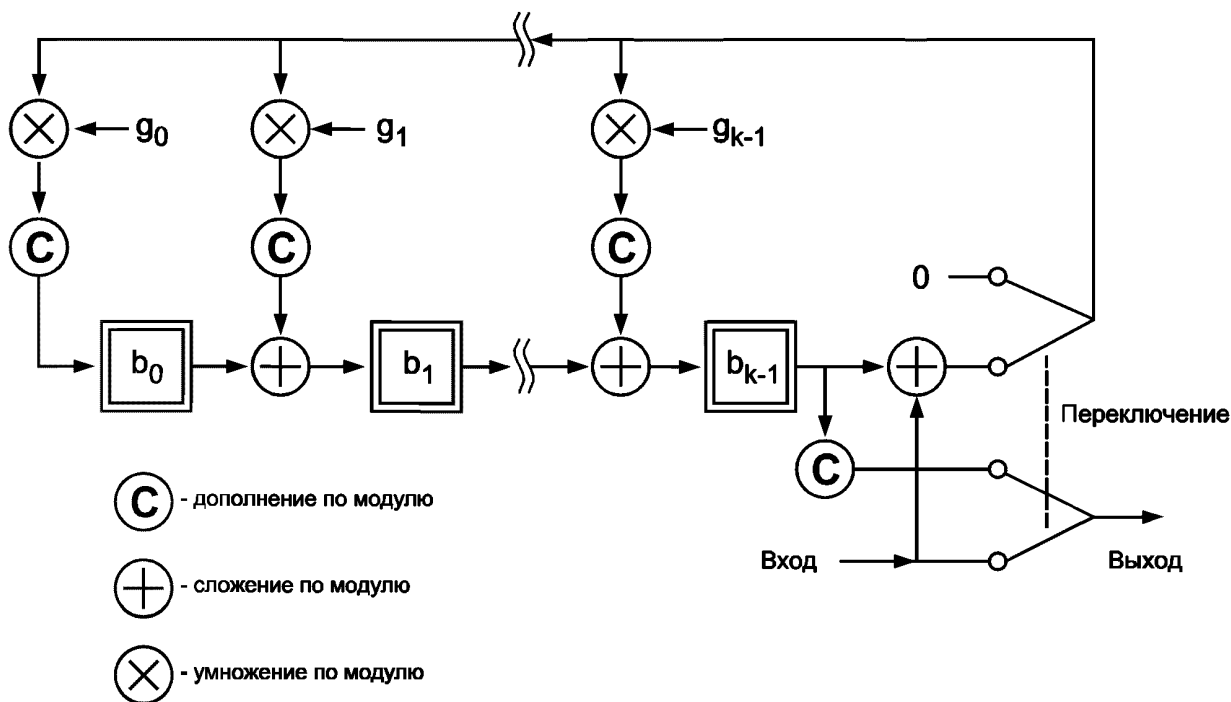 g0
g1
gk-1
C
C
C
0
b0
b1
bk-1
Переключение
C
C - дополнение по модулю
Вход
Выход
- сложение по модулю
- умножение по модулю